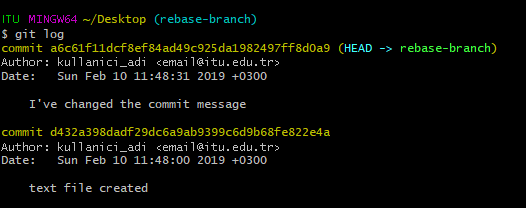 ITU MINGW64 ~/Desktop (rebase-branch)
$ git log
commit a6c61f11dcf8ef84ad49c925da1982497ff8d0a9 (HEAD -> rebase-branch)
Author: kullanici_adi <email@itu.edu.tr>
Date:   Sun Feb 10 11:48:31 2019 +0300
I've changed the commit message
commit d432a398dadf29dc6a9ab9399c6d9b68fe822e4a
Author: kullanici_adi <email@itu.edu.tr>
Date:   Sun Feb 10 11:48:00 2019 +0300
text file created